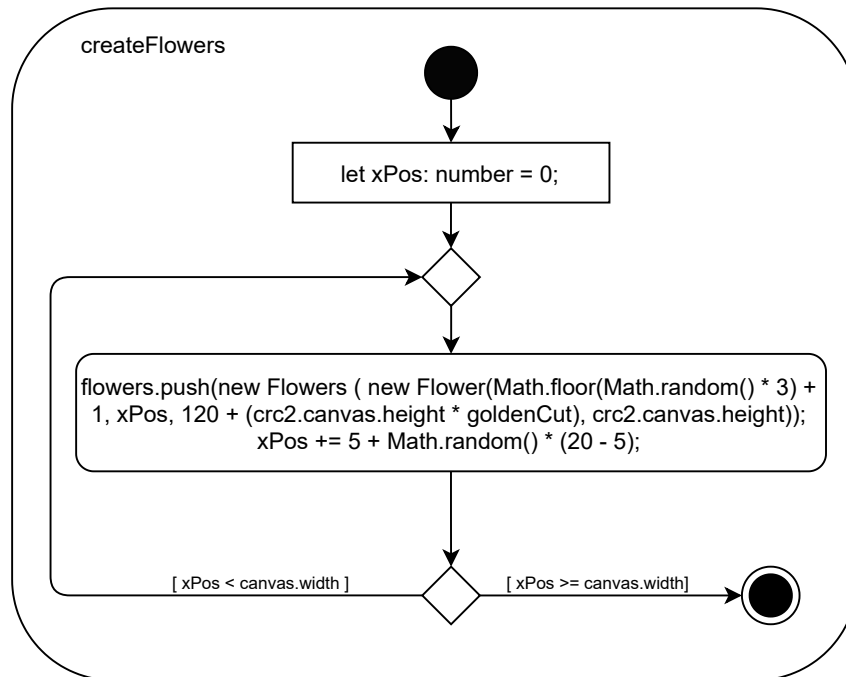 createFlowers
let xPos: number = 0;
flowers.push(new Flowers ( new Flower(Math.floor(Math.random() * 3) +
1, xPos, 120 + (crc2.canvas.height * goldenCut), crc2.canvas.height));
xPos += 5 + Math.random() * (20 - 5);
[ xPos < canvas.width ]
[ xPos >= canvas.width]